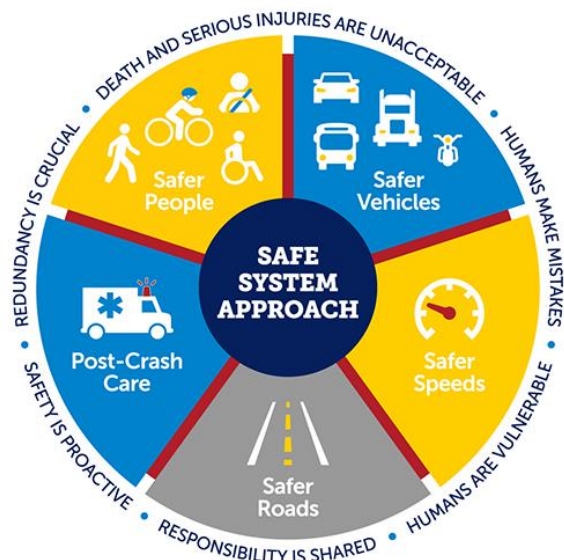 DEATH AND SERIOUS INJURIES ARE UNACCEPTABLE
HUMANS MAKE MISTAKES
HUMANS ARE VULNERABLE
RESPONSIBILITY IS SHARED
SAFETY IS PROACTIVE
REDUNDANCY IS CRUCIAL
Safer
People
Safer
Vehicles
SAFE
SYSTEM
APPROACH
Post-Crash
Care
Safer
Speeds
Safer
Roads